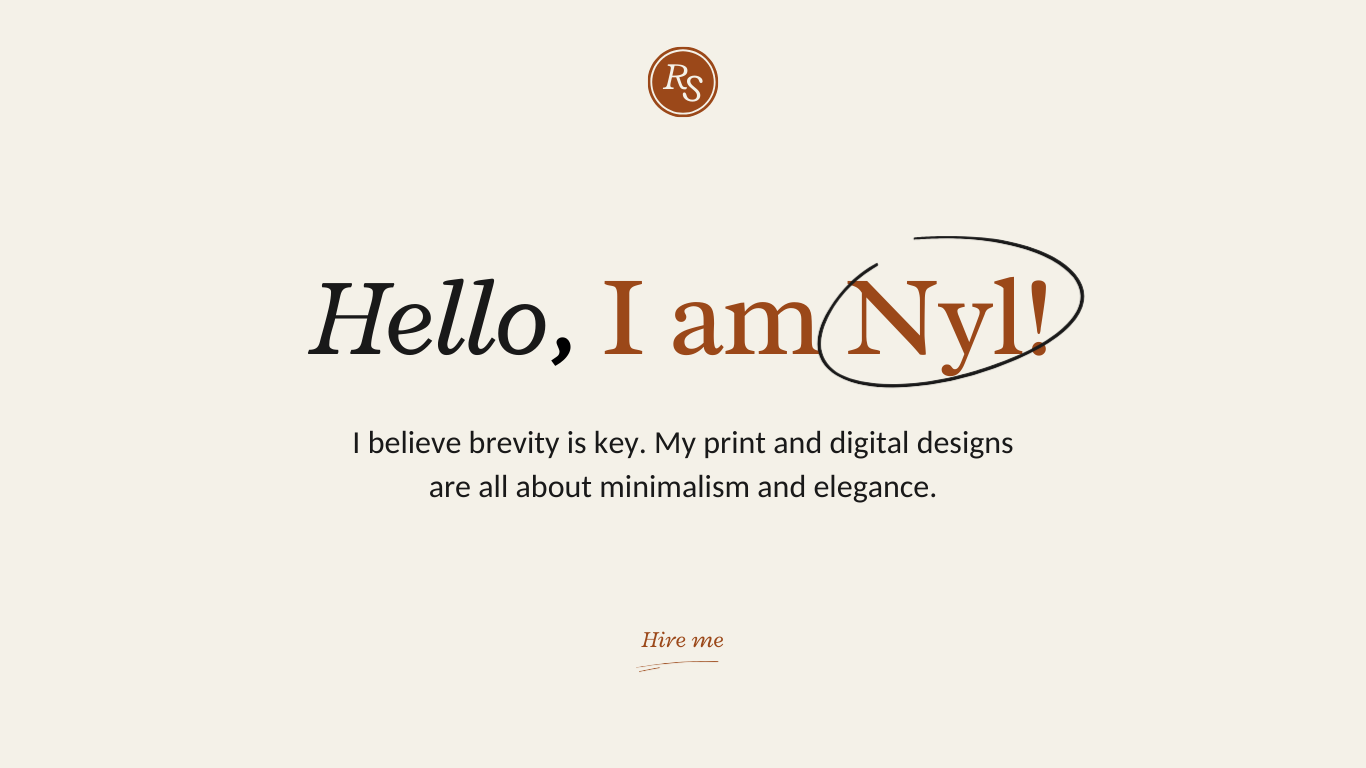 RS
Hello, I am Nyl!
I believe brevity is key. My print and digital designs
are all about minimalism and elegance.
Hire me